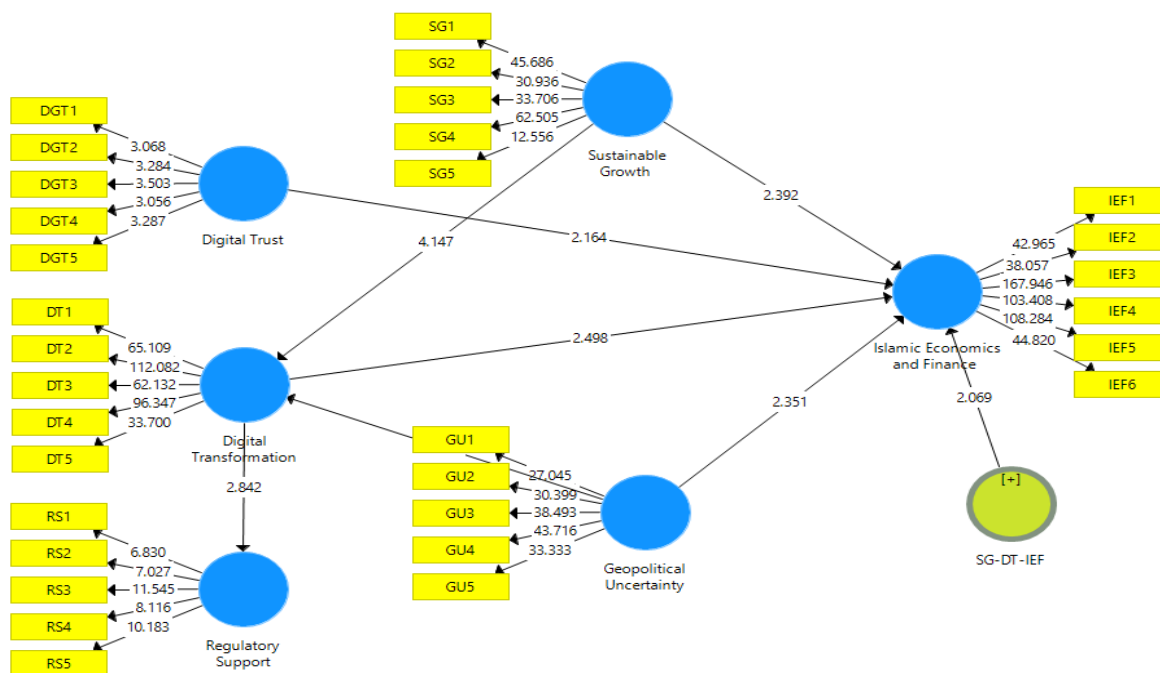 SG1
SG2
SG3
SG4
SG5
45.686
30.936
33.706
62.505
12.556
Sustainable
Growth
DGT1
DGT2
DGT3
DGT4
DGT5
3.068
3.284
3.503
3.056
3.287
Digital Trust
4.147
2.164
2.392
IEF1
IEF2
IEF3
IEF4
IEF5
IEF6
42.965
38.057
167.946
103.408
108.284
44.820
Islamic Economics
and Finance
DT1
DT2
DT3
DT4
DT5
65.109
112.082
62.132
96.347
33.700
Digital
Transformation
2.498
2.351
2.069
2.842
GU1
GU2
GU3
GU4
GU5
27.045
30.399
38.493
43.716
33.333
Geopolitical
Uncertainty
[+]
SG-DT-IEF
RS1
RS2
RS3
RS4
RS5
6.830
7.027
11.545
8.116
10.183
Regulatory
Support